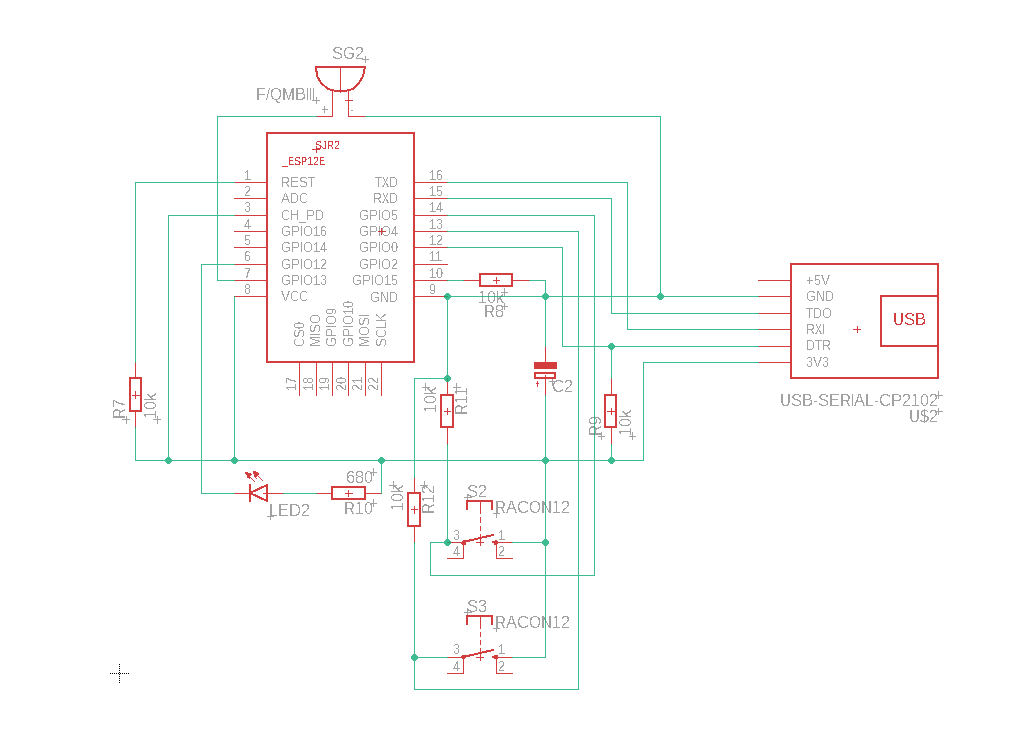 SG2
F/QMBIII
SJR2
_ESP12E
1 REST TXD 16
2 ADC RXD 15
3 CH_PD GPIO5 14
4 GPIO16 GPIO4 13
5 GPIO14 GPIO0 12
6 GPIO12 GPIO2 11
7 GPIO13 GPIO15 10
8 VCC GND 9
CS0
MISO
GPIO9
GPIO10
MOSI
SCLK
17
18
19
20
21
22
10k
R8
+5V
GND
TDO
RXI
DTR
3V3
USB
USB-SERIAL-CP2102
U$2
C2
R7
10k
10k
R11
R9
10k
680
R10
LED2
10k
R12
S2
RACON12
3 1
4 2
S3
RACON12
3 1
4 2